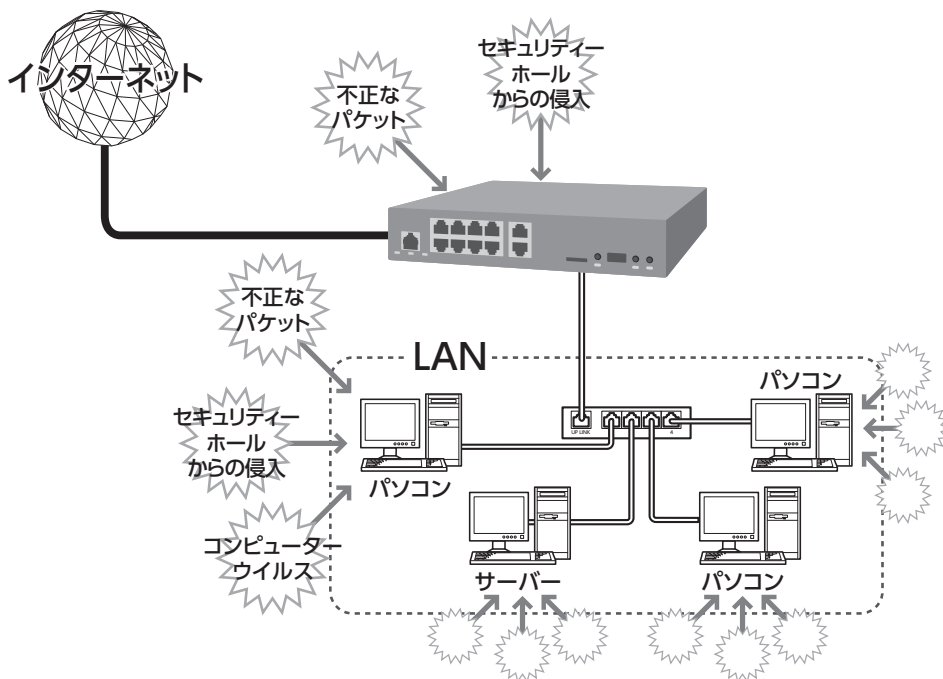 インターネット
不正な
パケット
セキュリティー
ホール
からの侵入
不正な
パケット
LAN
パソコン
セキュリティー
ホール
からの侵入
UP LINK
4
パソコン
コンピューター
ウイルス
サーバー
パソコン